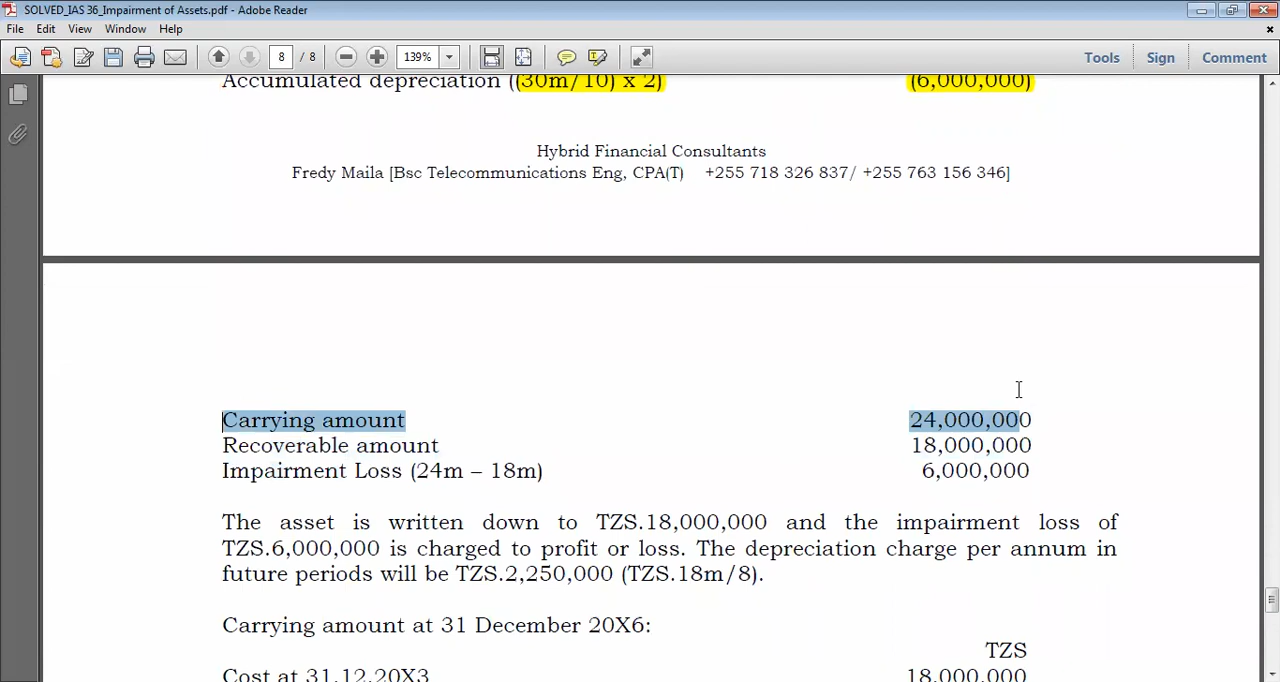 SOLVED_IAS 36_Impairment of Assets.pdf - Adobe Reader
File Edit View Window Help
8 / 8 139% Tools Sign Comment
Accumulated depreciation ((30m/10) x 2) (6,000,000)
Hybrid Financial Consultants
Fredy Maila [Bsc Telecommunications Eng, CPA(T) +255 718 326 837/ +255 763 156 346]
Carrying amount 24,000,000
Recoverable amount 18,000,000
Impairment Loss (24m – 18m) 6,000,000
The asset is written down to TZS.18,000,000 and the impairment loss of
TZS.6,000,000 is charged to profit or loss. The depreciation charge per annum in
future periods will be TZS.2,250,000 (TZS.18m/8).
Carrying amount at 31 December 20X6:
TZS
Cost at 31.12.20X3 18,000,000